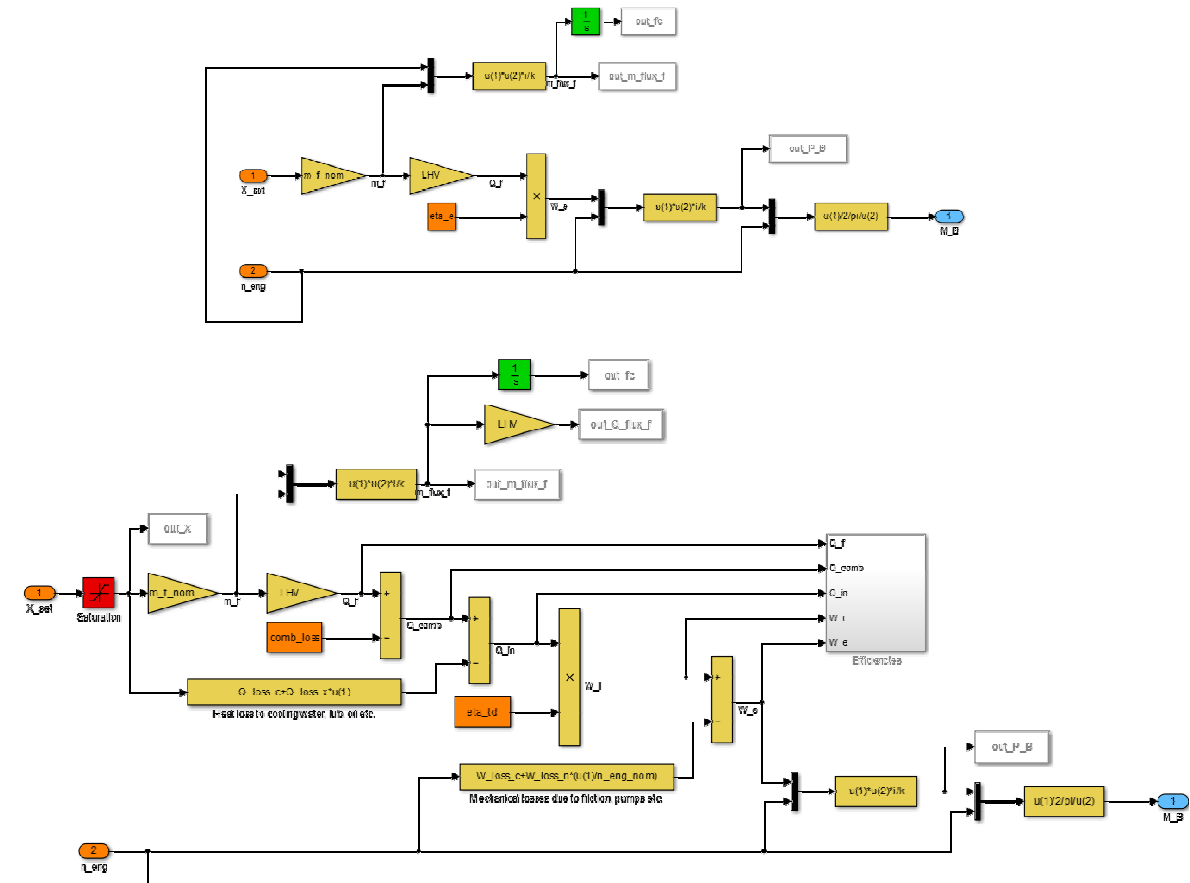 1
s
out_fc
u(1)*u(2)*i/k
m_flux_f
out_m_flux_f
out_P_B
1
X_set
m_f_nom
m_f
LHV
Q_f
×
eta_e
W_e
u(1)*u(2)*i/k
u(1)/2/pi/u(2)
1
M_B
2
n_eng
1
s
out_fc
LHV
out_Q_flux_f
u(1)*u(2)*i/k
m_flux_f
out_m_flux_f
out_X
1
X_set
Saturation
m_f_nom
m_f
LHV
Q_f
+
−
Q_comb
comb_loss
+
−
Q_in
×
W_i
Q_loss_c+Q_loss_x*u(1)
Heat loss to cooling water, lub oil etc.
eta_td
Q_f
Q_comb
Q_in
W_i
W_e
Efficiencies
+
−
W_e
W_loss_c+W_loss_n*(u(1)/n_eng_nom)
Mechanical losses due to friction, pumps etc.
out_P_B
u(1)*u(2)*i/k
u(1)/2/pi/u(2)
1
M_B
2
n_eng